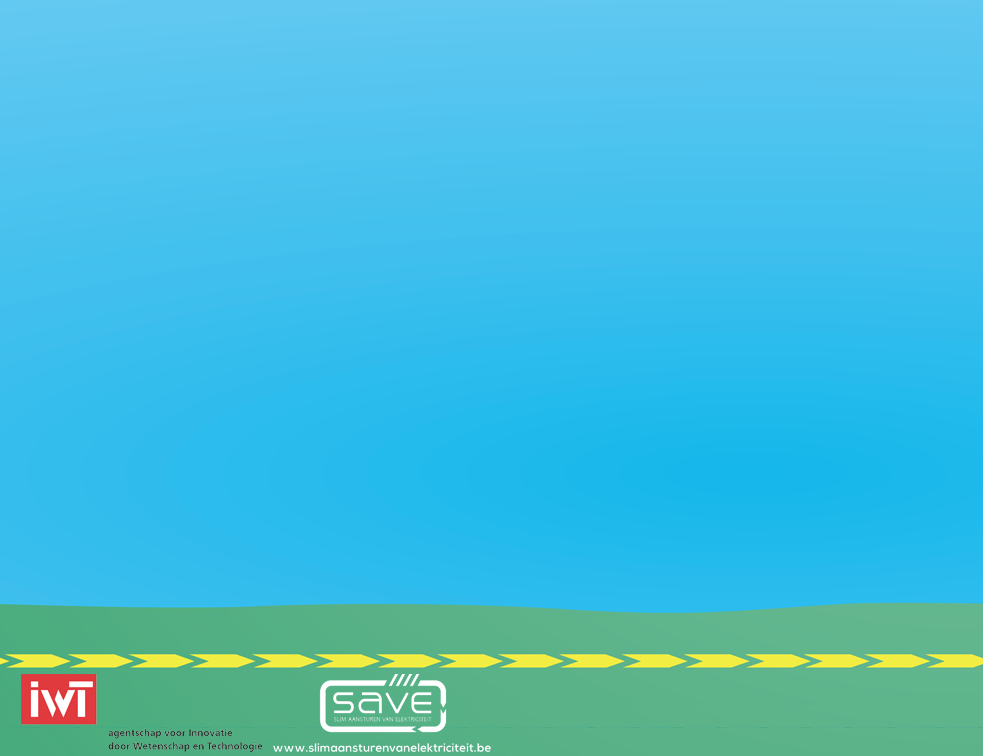 iwT
agentschap voor Innovatie
door Wetenschap en Technologie
save
SLIM AANSTUREN VAN ELEKTRICITEIT
www.slimaansturenvanelektriciteit.be